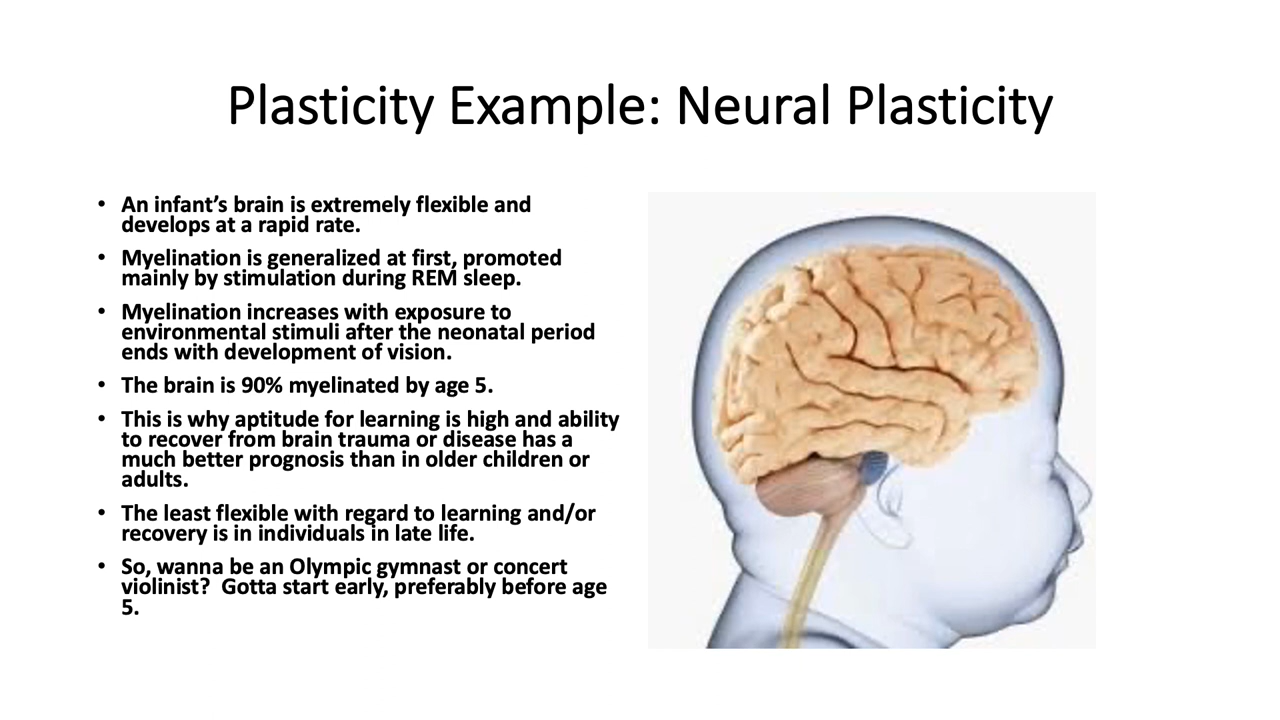 Plasticity Example: Neural Plasticity
• An infant’s brain is extremely flexible and
develops at a rapid rate.
• Myelination is generalized at first, promoted
mainly by stimulation during REM sleep.
• Myelination increases with exposure to
environmental stimuli after the neonatal period
ends with development of vision.
• The brain is 90% myelinated by age 5.
• This is why aptitude for learning is high and ability
to recover from brain trauma or disease has a
much better prognosis than in older children or
adults.
• The least flexible with regard to learning and/or
recovery is in individuals in late life.
• So, wanna be an Olympic gymnast or concert
violinist?  Gotta start early, preferably before age
5.